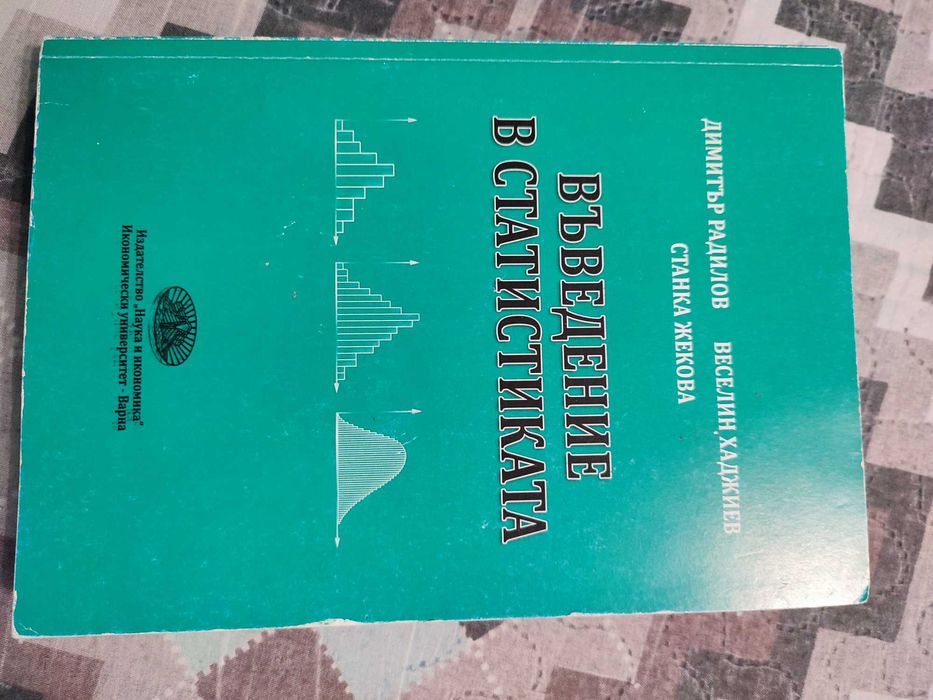 ДИМИТЪР РАДИЛОВ ВЕСЕЛИН ХАДЖИЕВ
СТАНКА ЖЕКОВА
ВЪВЕДЕНИЕ
В СТАТИСТИКАТА
Издателство „Наука и икономика“
Икономически университет - Варна